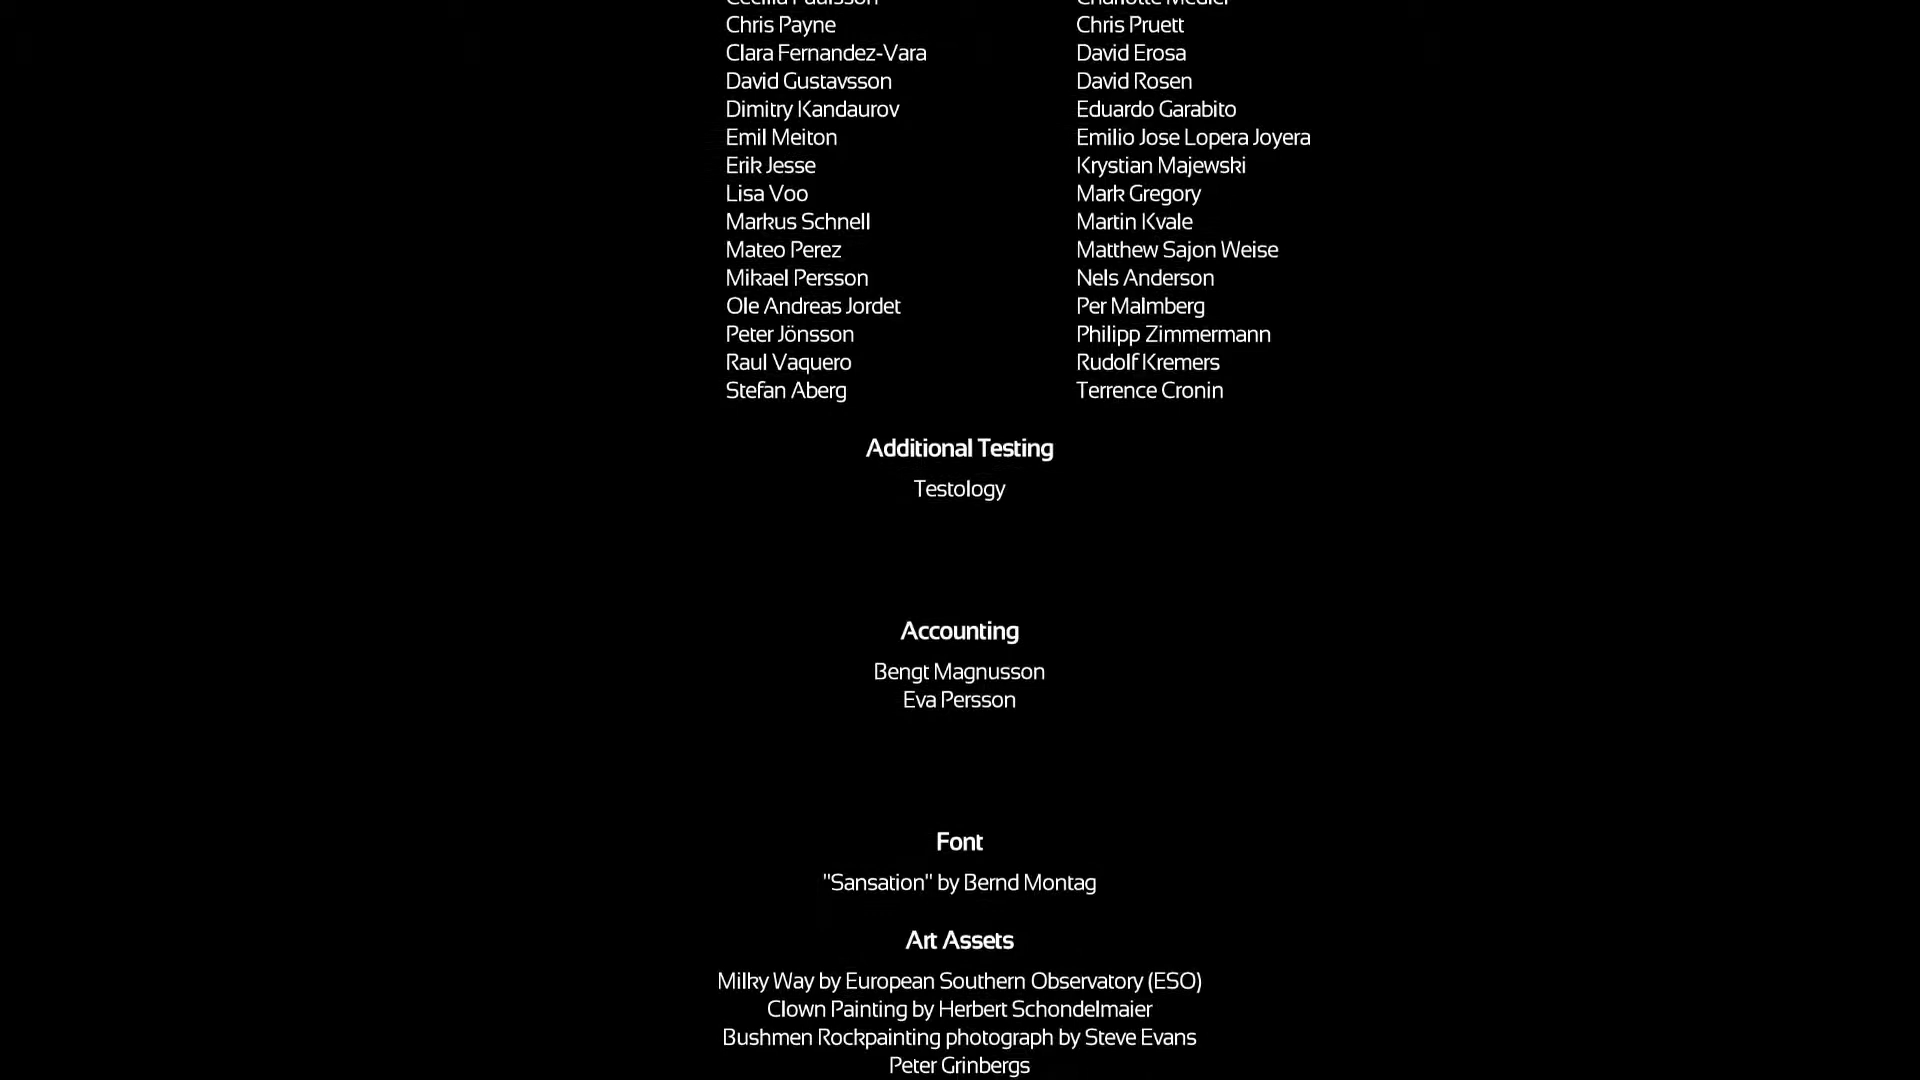 Chris Payne Chris Pruett
Clara Fernandez-Vara David Erosa
David Gustavsson David Rosen
Dimitry Kandaurov Eduardo Garabito
Emil Meiton Emilio Jose Lopera Joyera
Erik Jesse Krystian Majewski
Lisa Voo Mark Gregory
Markus Schnell Martin Kvale
Mateo Perez Matthew Sajon Weise
Mikael Persson Nels Anderson
Ole Andreas Jordet Per Malmberg
Peter Jönsson Philipp Zimmermann
Raul Vaquero Rudolf Kremers
Stefan Aberg Terrence Cronin
Additional Testing
Testology
Accounting
Bengt Magnusson
Eva Persson
Font
"Sansation" by Bernd Montag
Art Assets
Milky Way by European Southern Observatory (ESO)
Clown Painting by Herbert Schondelmaier
Bushmen Rockpainting photograph by Steve Evans
Peter Grinbergs